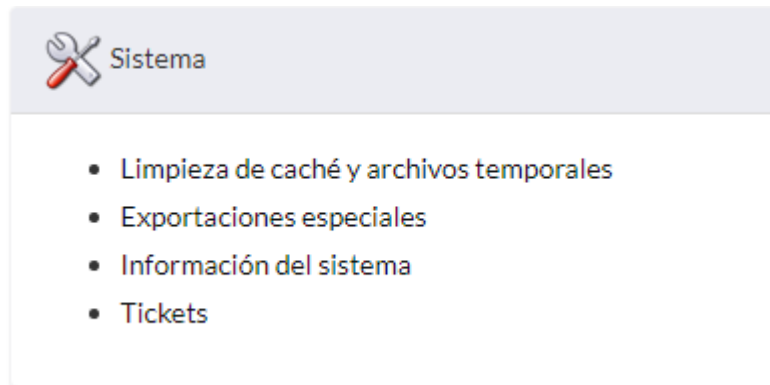 Sistema
Limpieza de caché y archivos temporales
Exportaciones especiales
Información del sistema
Tickets